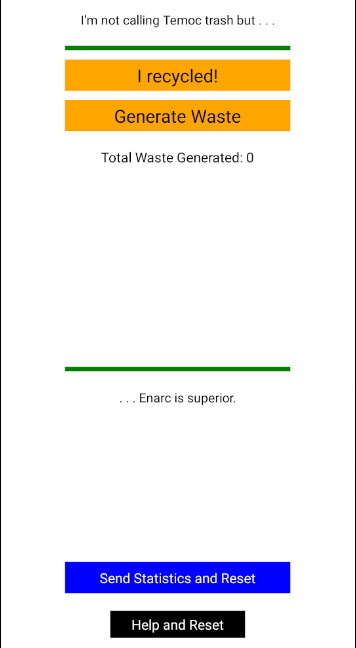 I'm not calling Temoc trash but . . .
I recycled!
Generate Waste
Total Waste Generated: 0
. . . Enarc is superior.
Send Statistics and Reset
Help and Reset